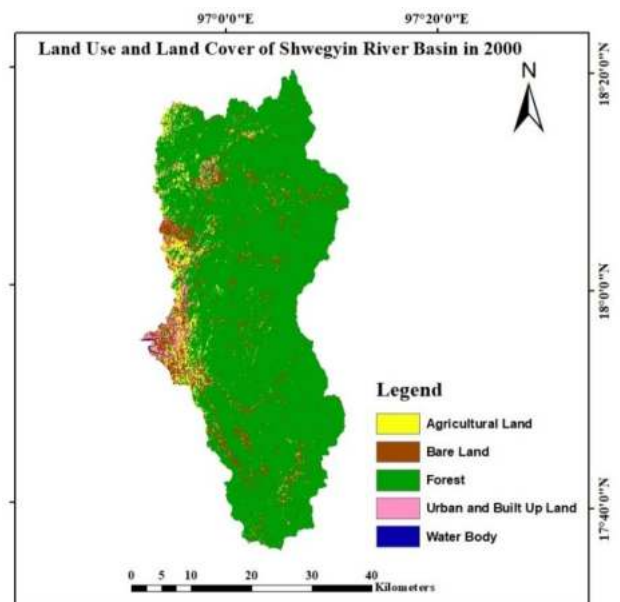 97°0'0"E 97°20'0"E
Land Use and Land Cover of Shwegyin River Basin in 2000
N
18°20'0"N
18°0'0"N
Legend
Agricultural Land
Bare Land
Forest
Urban and Built Up Land
Water Body
17°40'0"N
0 5 10 20 30 40
Kilometers